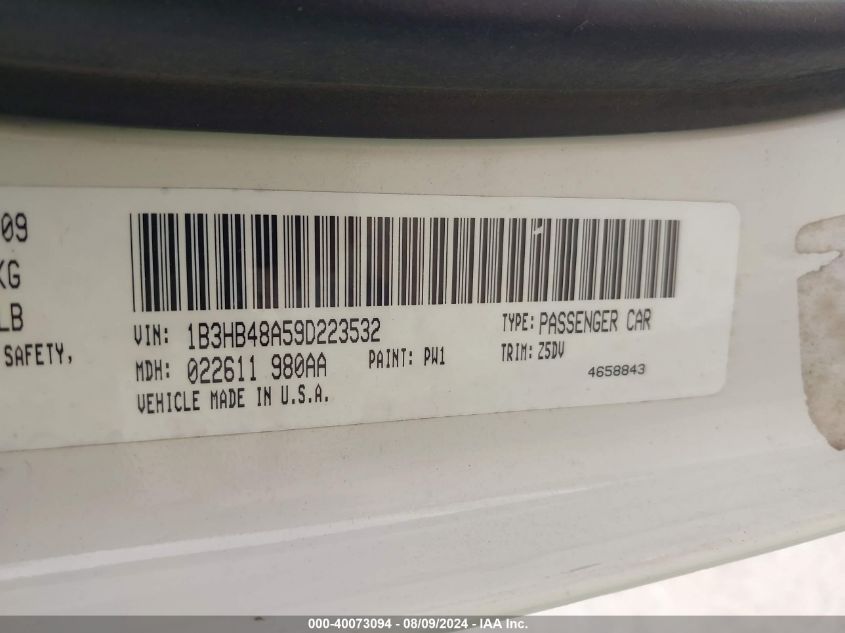 09
KG
LB
SAFETY,
VIN: 1B3HB48A59D223532
TYPE: PASSENGER CAR
MDH: 022611 980AA
PAINT: PW1
TRIM: Z5DV
4658843
VEHICLE MADE IN U.S.A.
000-40073094 - 08/09/2024 - IAA Inc.